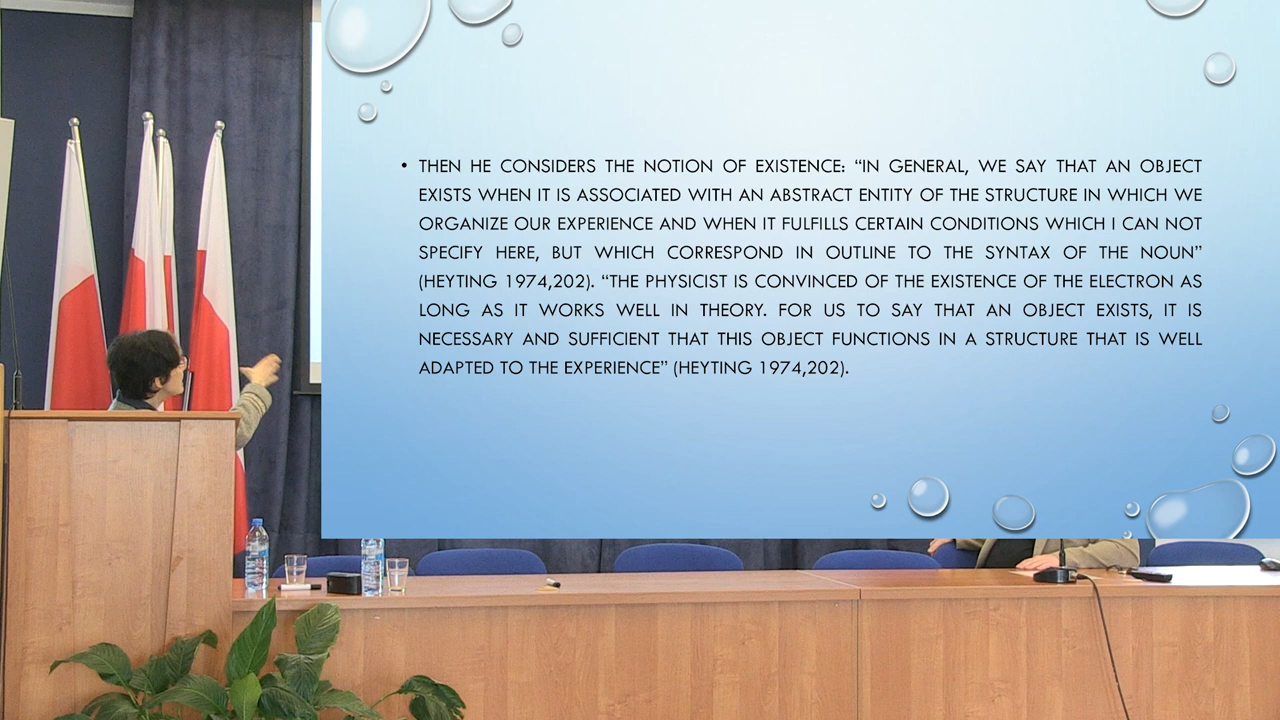 • THEN HE CONSIDERS THE NOTION OF EXISTENCE: “IN GENERAL, WE SAY THAT AN OBJECT
EXISTS WHEN IT IS ASSOCIATED WITH AN ABSTRACT ENTITY OF THE STRUCTURE IN WHICH WE
ORGANIZE OUR EXPERIENCE AND WHEN IT FULFILLS CERTAIN CONDITIONS WHICH I CAN NOT
SPECIFY HERE, BUT WHICH CORRESPOND IN OUTLINE TO THE SYNTAX OF THE NOUN”
(HEYTING 1974,202). “THE PHYSICIST IS CONVINCED OF THE EXISTENCE OF THE ELECTRON AS
LONG AS IT WORKS WELL IN THEORY. FOR US TO SAY THAT AN OBJECT EXISTS, IT IS
NECESSARY AND SUFFICIENT THAT THIS OBJECT FUNCTIONS IN A STRUCTURE THAT IS WELL
ADAPTED TO THE EXPERIENCE” (HEYTING 1974,202).